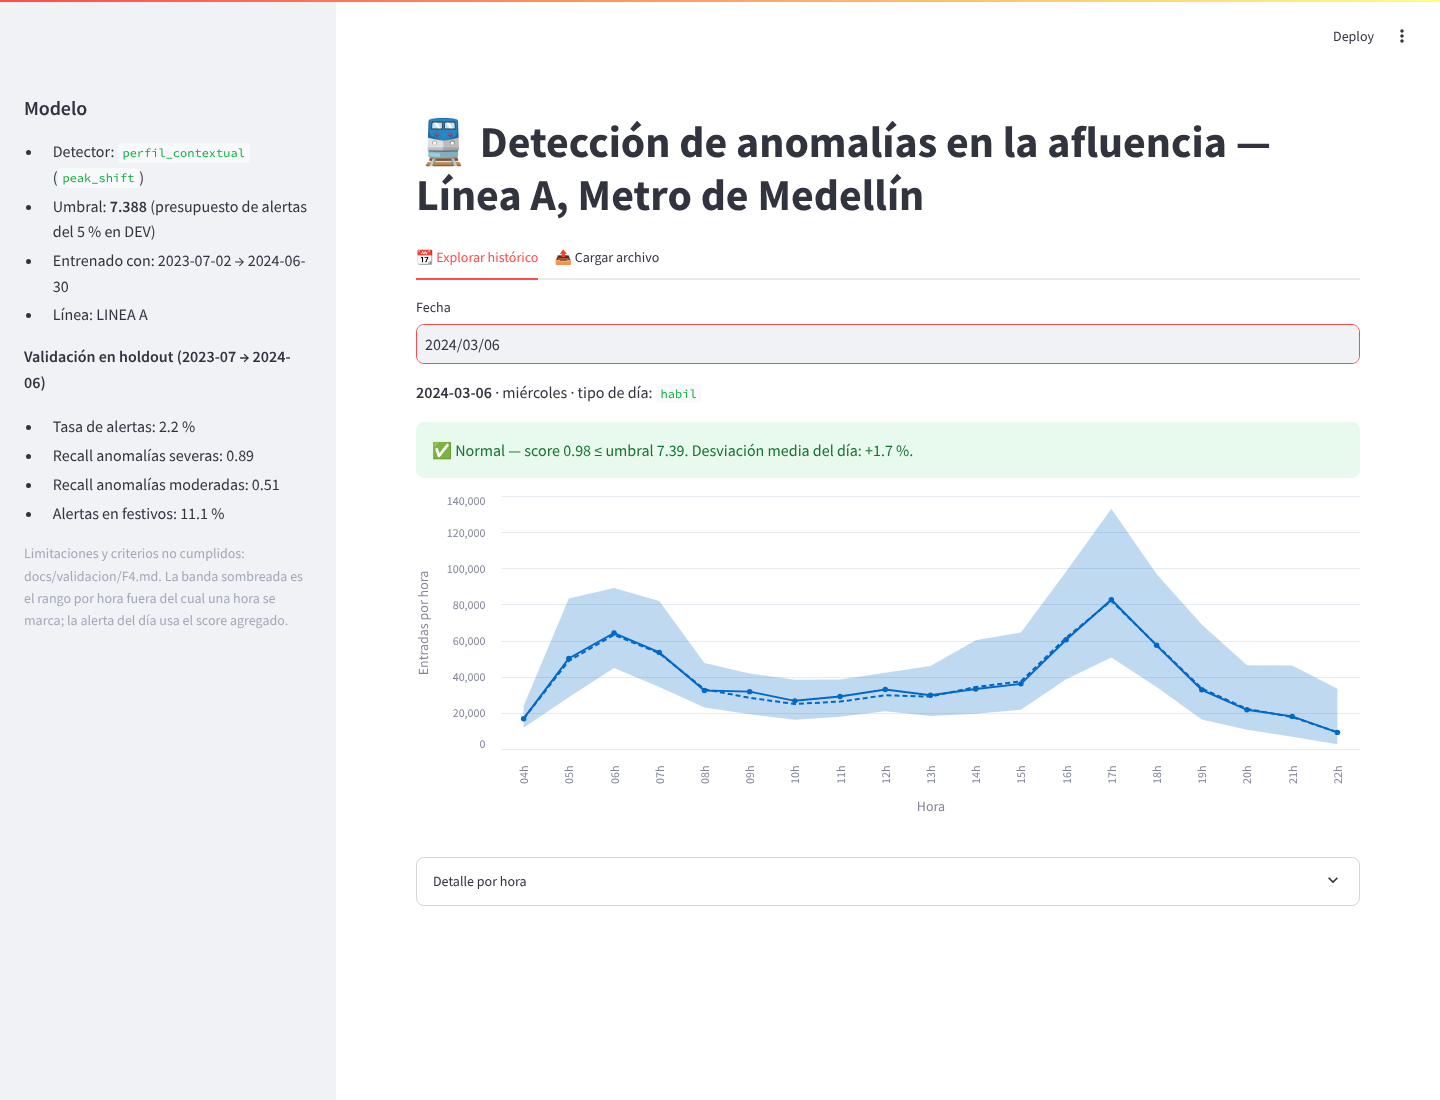 Deploy
Modelo
Detector: perfil_contextual
(peak_shift)
Umbral: 7.388 (presupuesto de alertas
del 5 % en DEV)
Entrenado con: 2023-07-02 → 2024-06-
30
Línea: LINEA A
Validación en holdout (2023-07 → 2024-
06)
Tasa de alertas: 2.2 %
Recall anomalías severas: 0.89
Recall anomalías moderadas: 0.51
Alertas en festivos: 11.1 %
Limitaciones y criterios no cumplidos:
docs/validacion/F4.md. La banda sombreada es
el rango por hora fuera del cual una hora se
marca; la alerta del día usa el score agregado.
Detección de anomalías en la afluencia —
Línea A, Metro de Medellín
Explorar histórico
Cargar archivo
Fecha
2024/03/06
2024-03-06 · miércoles · tipo de día: habil
✅ Normal — score 0.98 ≤ umbral 7.39. Desviación media del día: +1.7 %.
Entradas por hora
140,000
120,000
100,000
80,000
60,000
40,000
20,000
0
04h 05h 06h 07h 08h 09h 10h 11h 12h 13h 14h 15h 16h 17h 18h 19h 20h 21h 22h
Hora
Detalle por hora